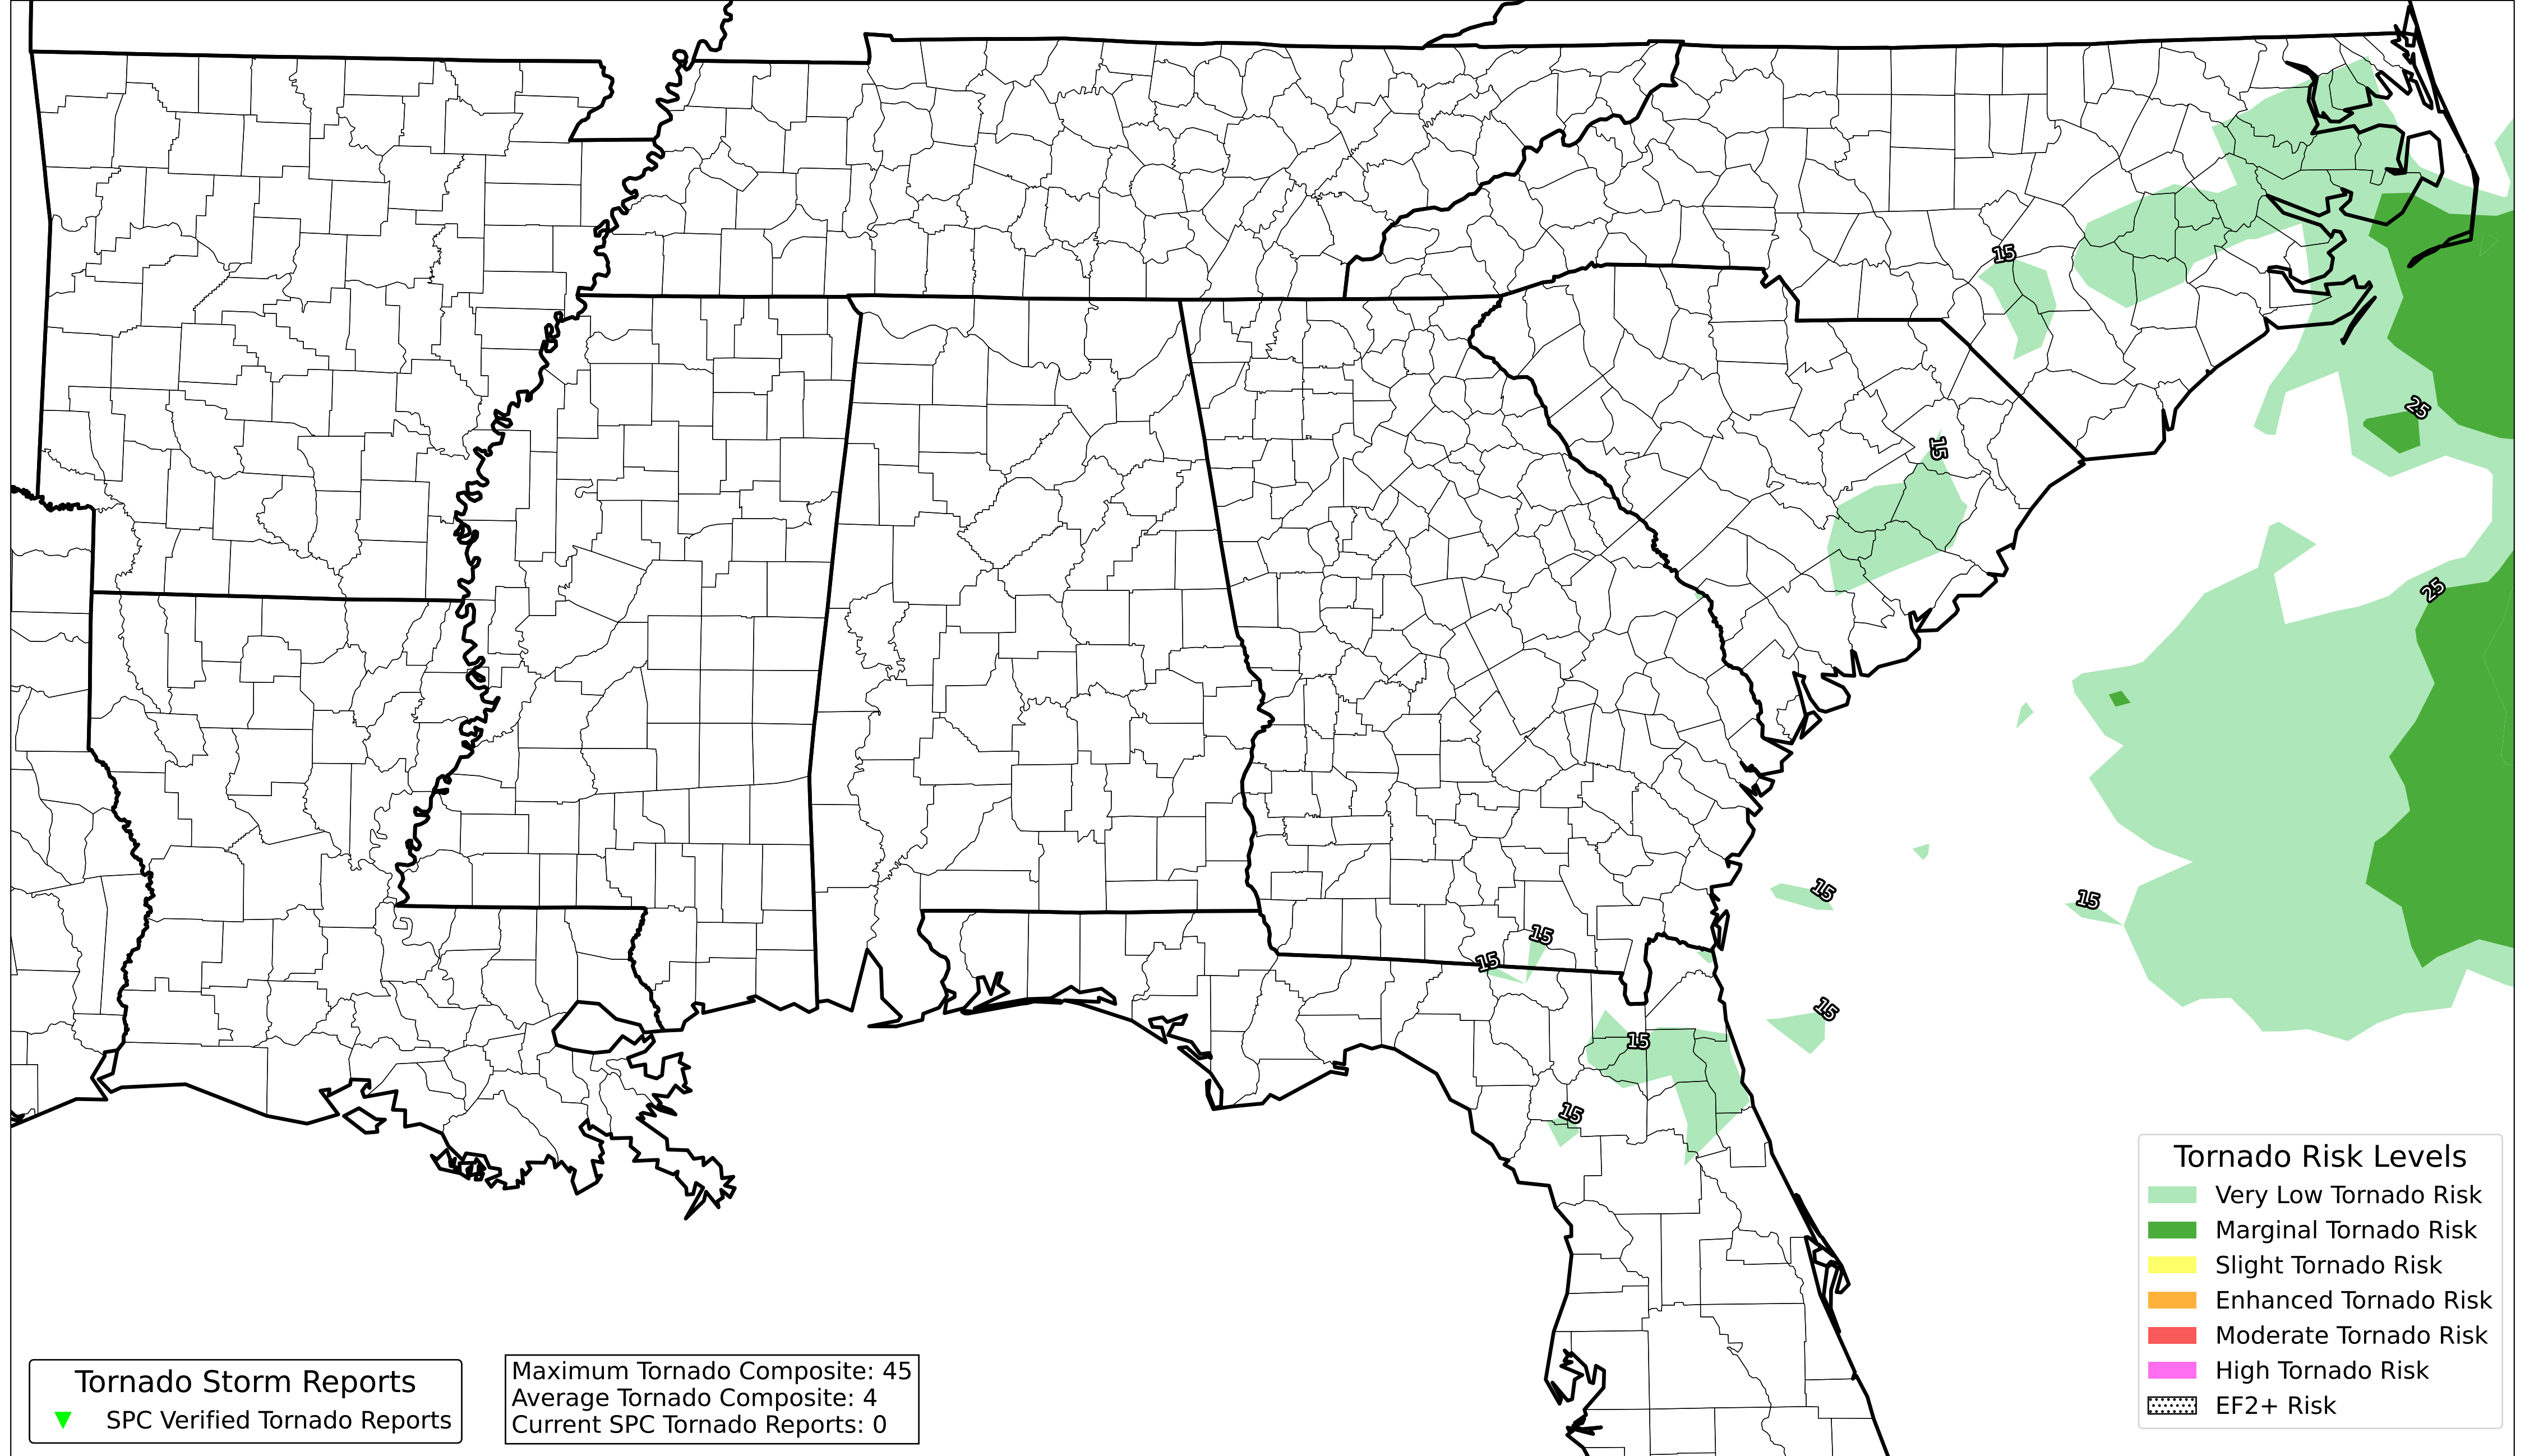 15
25
15
25
15
15
15
15
15
15
15
Tornado Risk Levels
Very Low Tornado Risk
Marginal Tornado Risk
Slight Tornado Risk
Enhanced Tornado Risk
Moderate Tornado Risk
High Tornado Risk
EF2+ Risk
Tornado Storm Reports
SPC Verified Tornado Reports
Maximum Tornado Composite: 45
Average Tornado Composite: 4
Current SPC Tornado Reports: 0